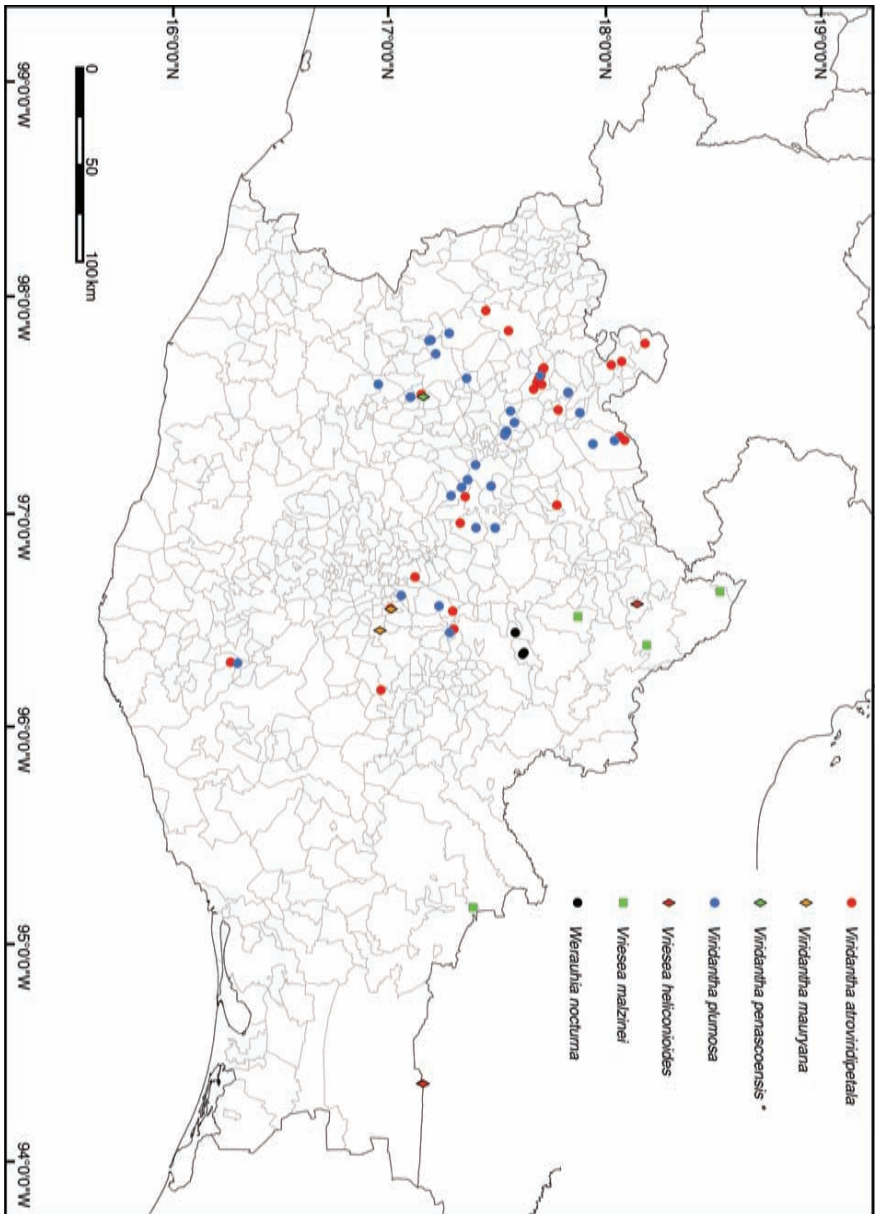 19°0'0"N
18°0'0"N
17°0'0"N
16°0'0"N
99°0'0"W
98°0'0"W
97°0'0"W
96°0'0"W
95°0'0"W
94°0'0"W
Viridantha atroviridipetala
Viridantha mauryana
Viridantha penascoensis *
Viridantha plumosa
Vriesea heliconioides
Vriesea malzinei
Werauhia nocturna
0 50 100 km